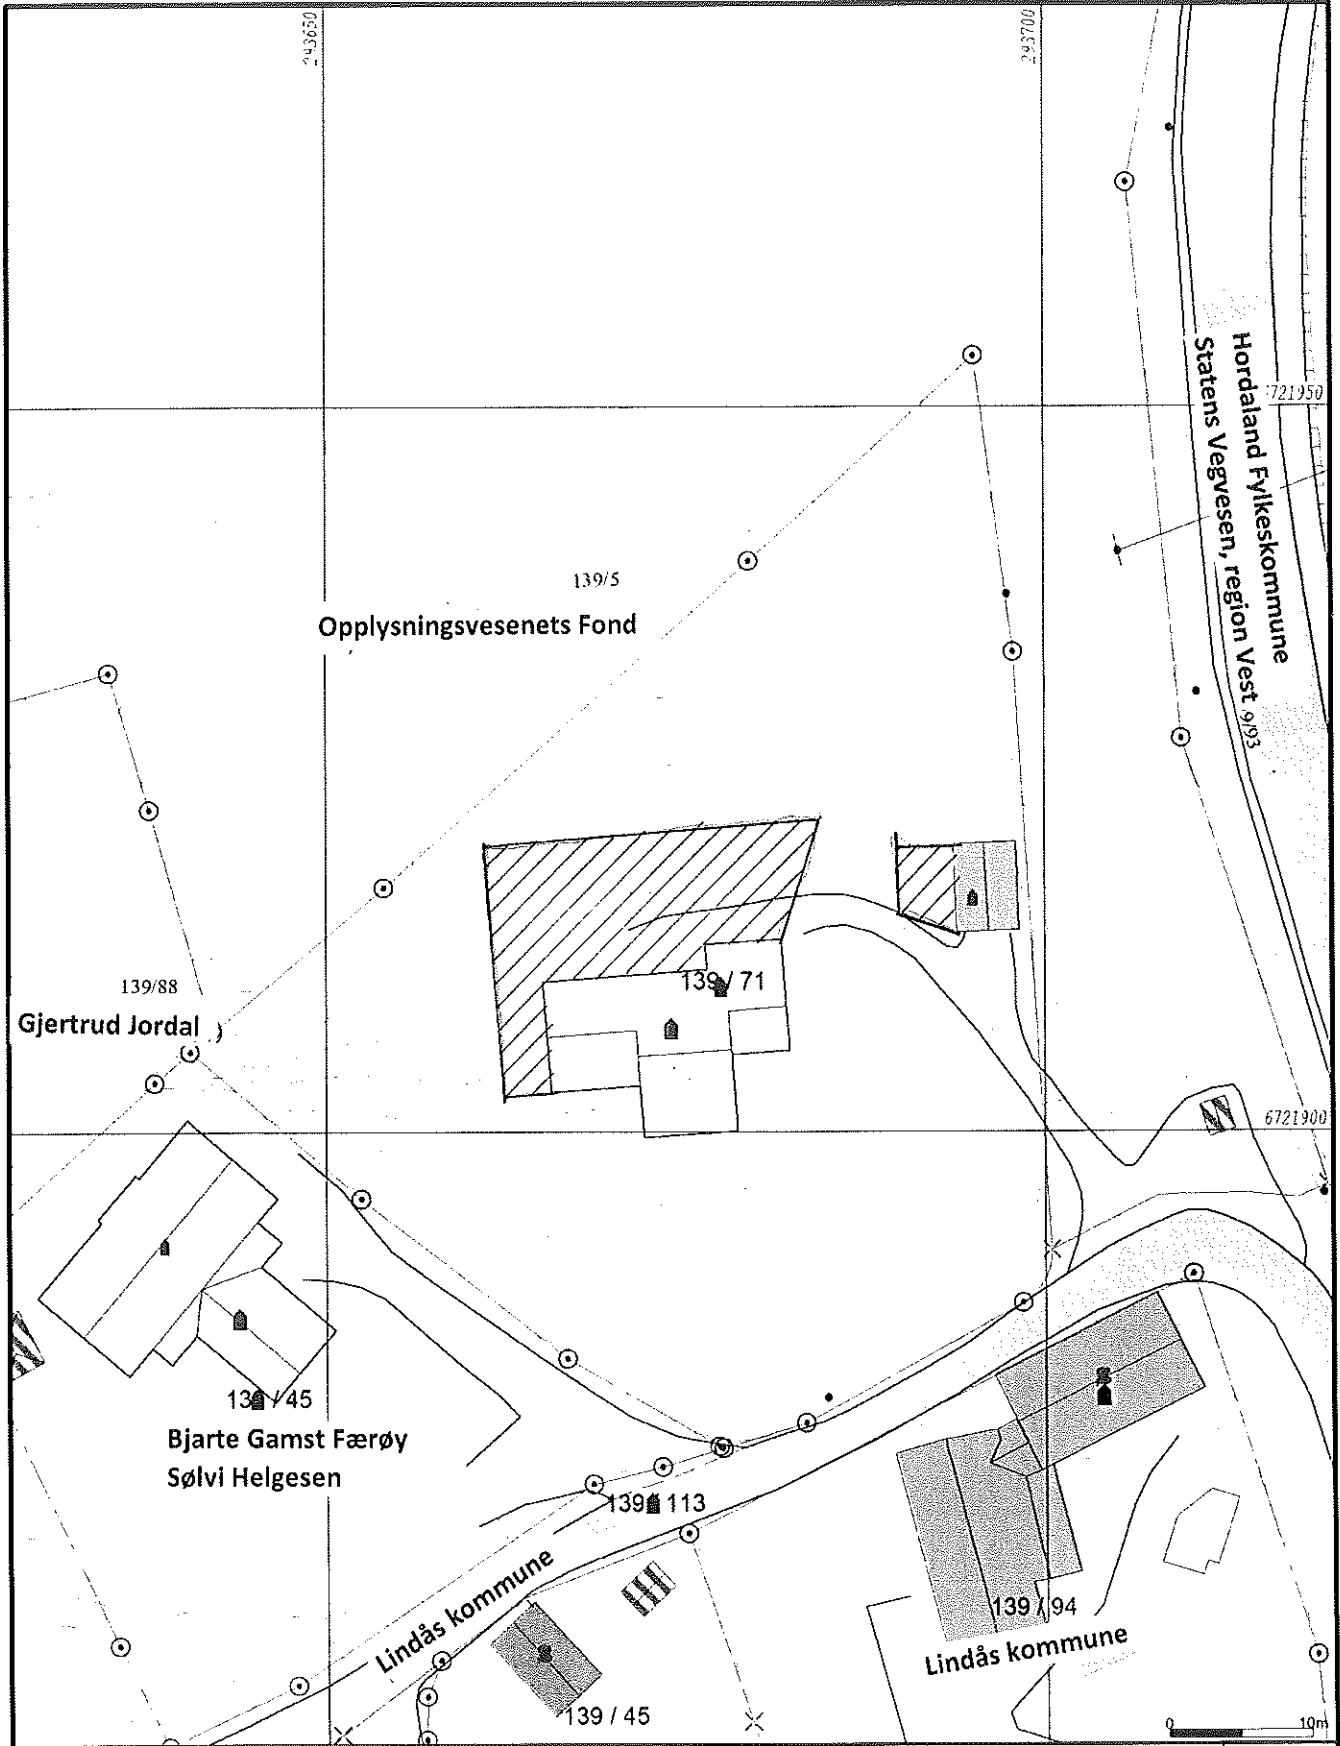 293650
293700
6721950
Hordaland Fylkeskommune
Statens Vegvesen, region Vest 9/93
139/5
Opplysningsvesenets Fond
139/88
Gjertrud Jordal
139 / 71
6721900
139 / 45
Bjarte Gamst Færøy
Sølvi Helgesen
139 / 113
Lindås kommune
139 / 94
Lindås kommune
139 / 45
0 10m